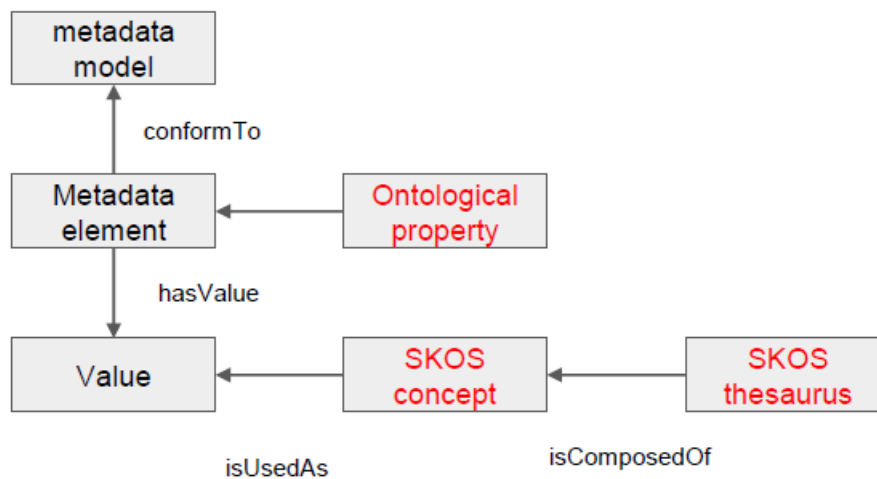 metadata
model
conformTo
Metadata
element
Ontological
property
hasValue
Value
SKOS
concept
SKOS
thesaurus
isUsedAs
isComposedOf